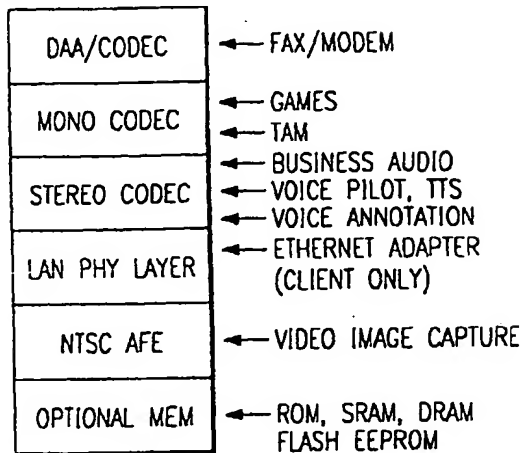 DAA/CODEC ← FAX/MODEM
MONO CODEC ← GAMES
← TAM
STEREO CODEC ← BUSINESS AUDIO
← VOICE PILOT, TTS
← VOICE ANNOTATION
LAN PHY LAYER ← ETHERNET ADAPTER
(CLIENT ONLY)
NTSC AFE ← VIDEO IMAGE CAPTURE
OPTIONAL MEM ← ROM, SRAM, DRAM
FLASH EEPROM